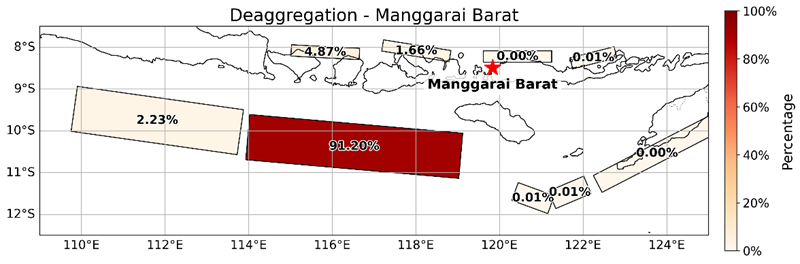 Deaggregation - Manggarai Barat
100%
8°S
4.87%
1.66%
0.00%
0.01%
Manggarai Barat
80%
9°S
2.23%
10°S
91.20%
60%
Percentage
0.00%
40%
11°S
0.01%
0.01%
20%
12°S
0%
110°E
112°E
114°E
116°E
118°E
120°E
122°E
124°E